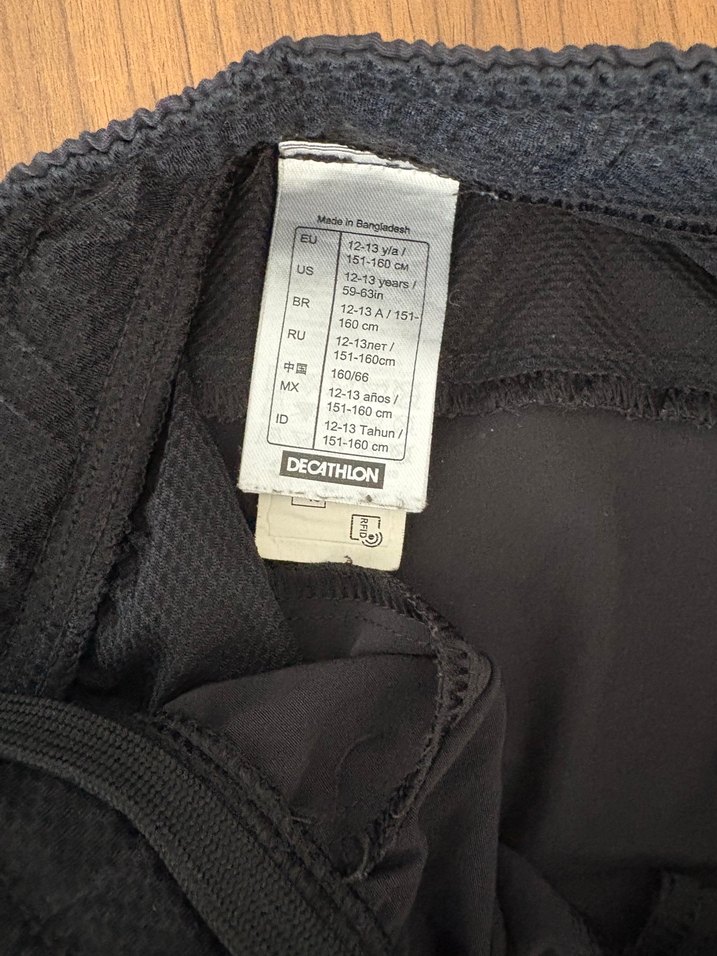 Made in Bangladesh
EU 12-13 y/a /
151-160 см
US 12-13 years /
59-63in
BR 12-13 A / 151-
160 cm
RU 12-13лет /
151-160cm
中国 160/66
MX 12-13 años /
151-160 cm
ID 12-13 Tahun /
151-160 cm
DECATHLON
RFID